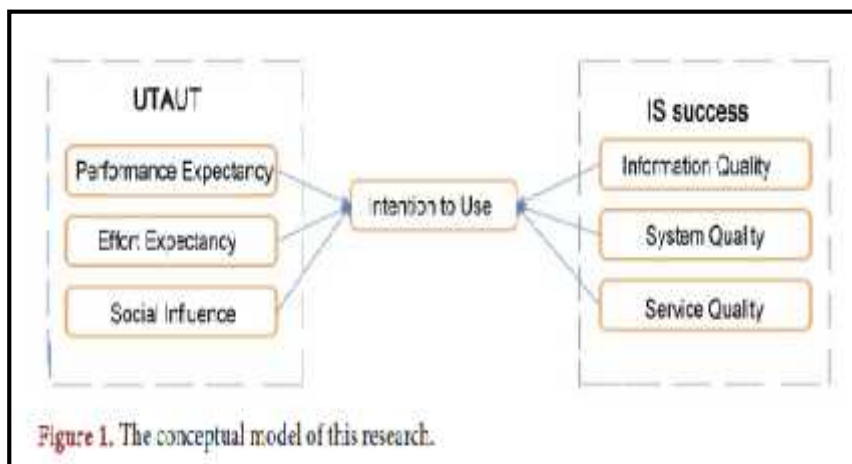 UTAUT
Performance Expectancy
Effort Expectancy
Social Influence
Intention to Use
IS success
Information Quality
System Quality
Service Quality
Figure 1. The conceptual model of this research.